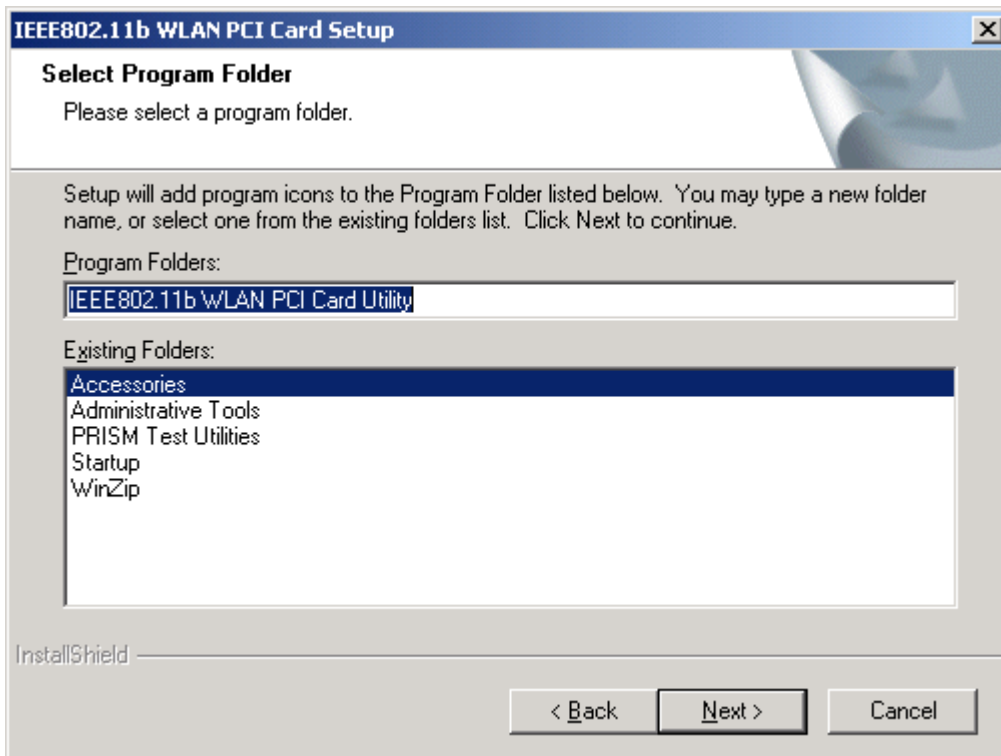 IEEE802.11b WLAN PCI Card Setup
Select Program Folder
Please select a program folder.
Setup will add program icons to the Program Folder listed below.  You may type a new folder
name, or select one from the existing folders list.  Click Next to continue.
Program Folders:
IEEE802.11b WLAN PCI Card Utility
Existing Folders:
Accessories
Administrative Tools
PRISM Test Utilities
Startup
WinZip
InstallShield
< Back Next > Cancel